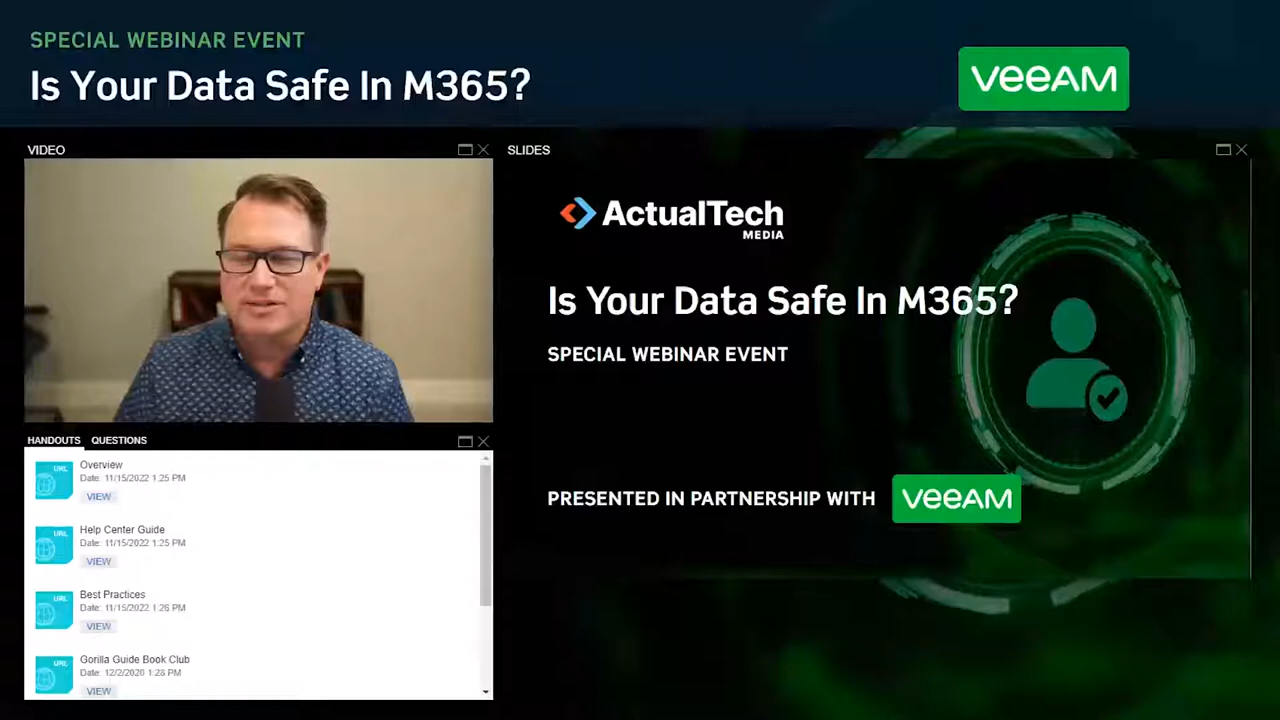 SPECIAL WEBINAR EVENT
Is Your Data Safe In M365?
veeAM
VIDEO
SLIDES
ActualTech
MEDIA
Is Your Data Safe In M365?
SPECIAL WEBINAR EVENT
PRESENTED IN PARTNERSHIP WITH
veeAM
HANDOUTS QUESTIONS
URL
Overview
Date: 11/15/2022 1:25 PM
VIEW
URL
Help Center Guide
Date: 11/15/2022 1:25 PM
VIEW
URL
Best Practices
Date: 11/15/2022 1:26 PM
VIEW
URL
Gorilla Guide Book Club
Date: 12/2/2020 1:28 PM
VIEW